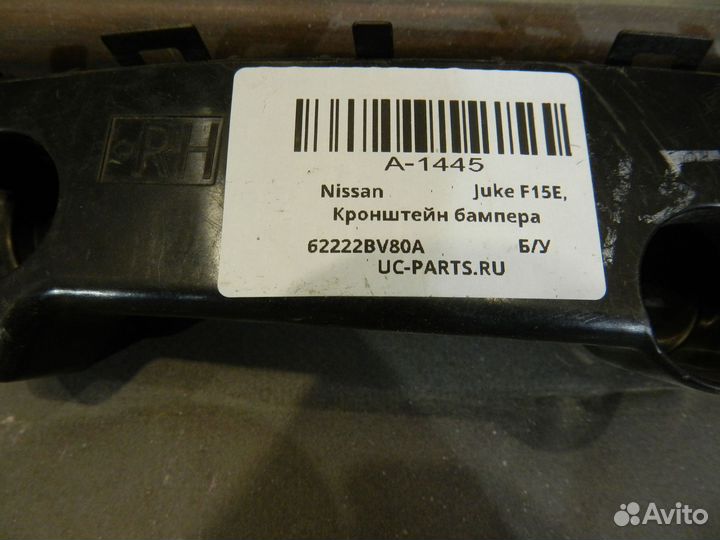 RH
A-1445
Nissan Juke F15E,
Кронштейн бампера
62222BV80A Б/У
UC-PARTS.RU
Avito